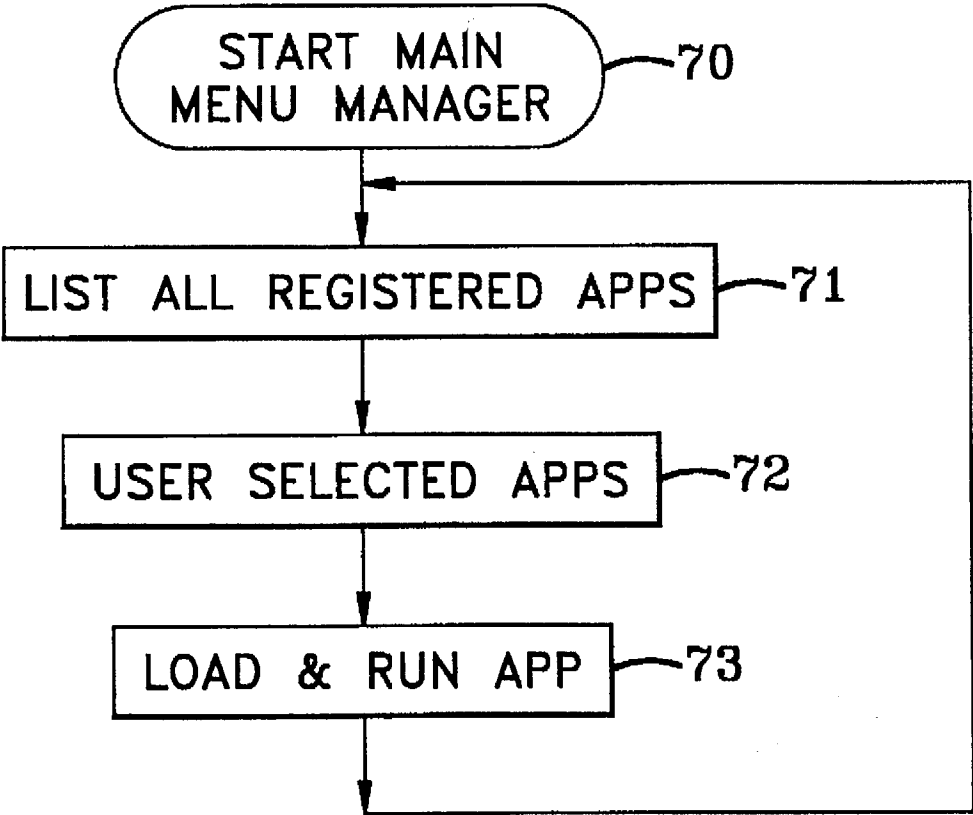 START MAIN
MENU MANAGER
70
LIST ALL REGISTERED APPS
71
USER SELECTED APPS
72
LOAD & RUN APP
73